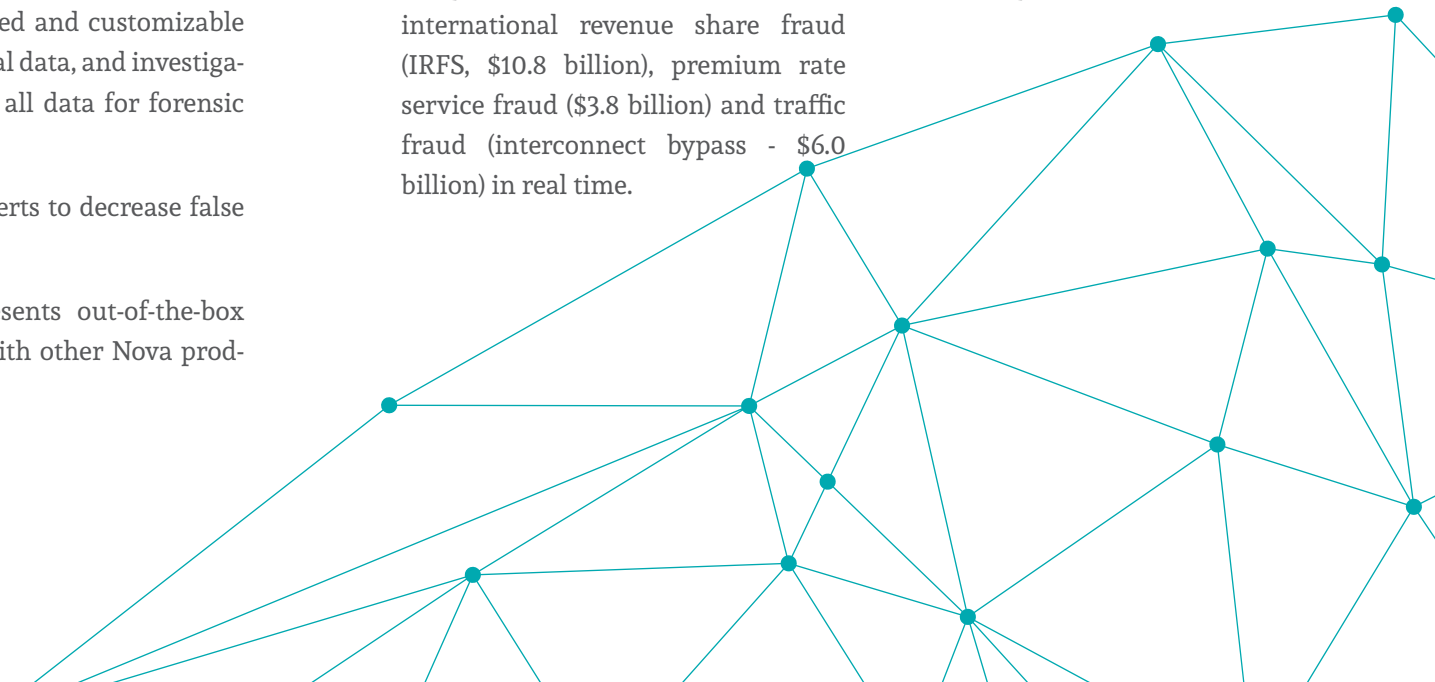 ed and customizable
al data, and investiga-
all data for forensic
erts to decrease false
sents out-of-the-box
ith other Nova prod-
international revenue share fraud
(IRFS, $10.8 billion), premium rate
service fraud ($3.8 billion) and traffic
fraud (interconnect bypass - $6.0
billion) in real time.